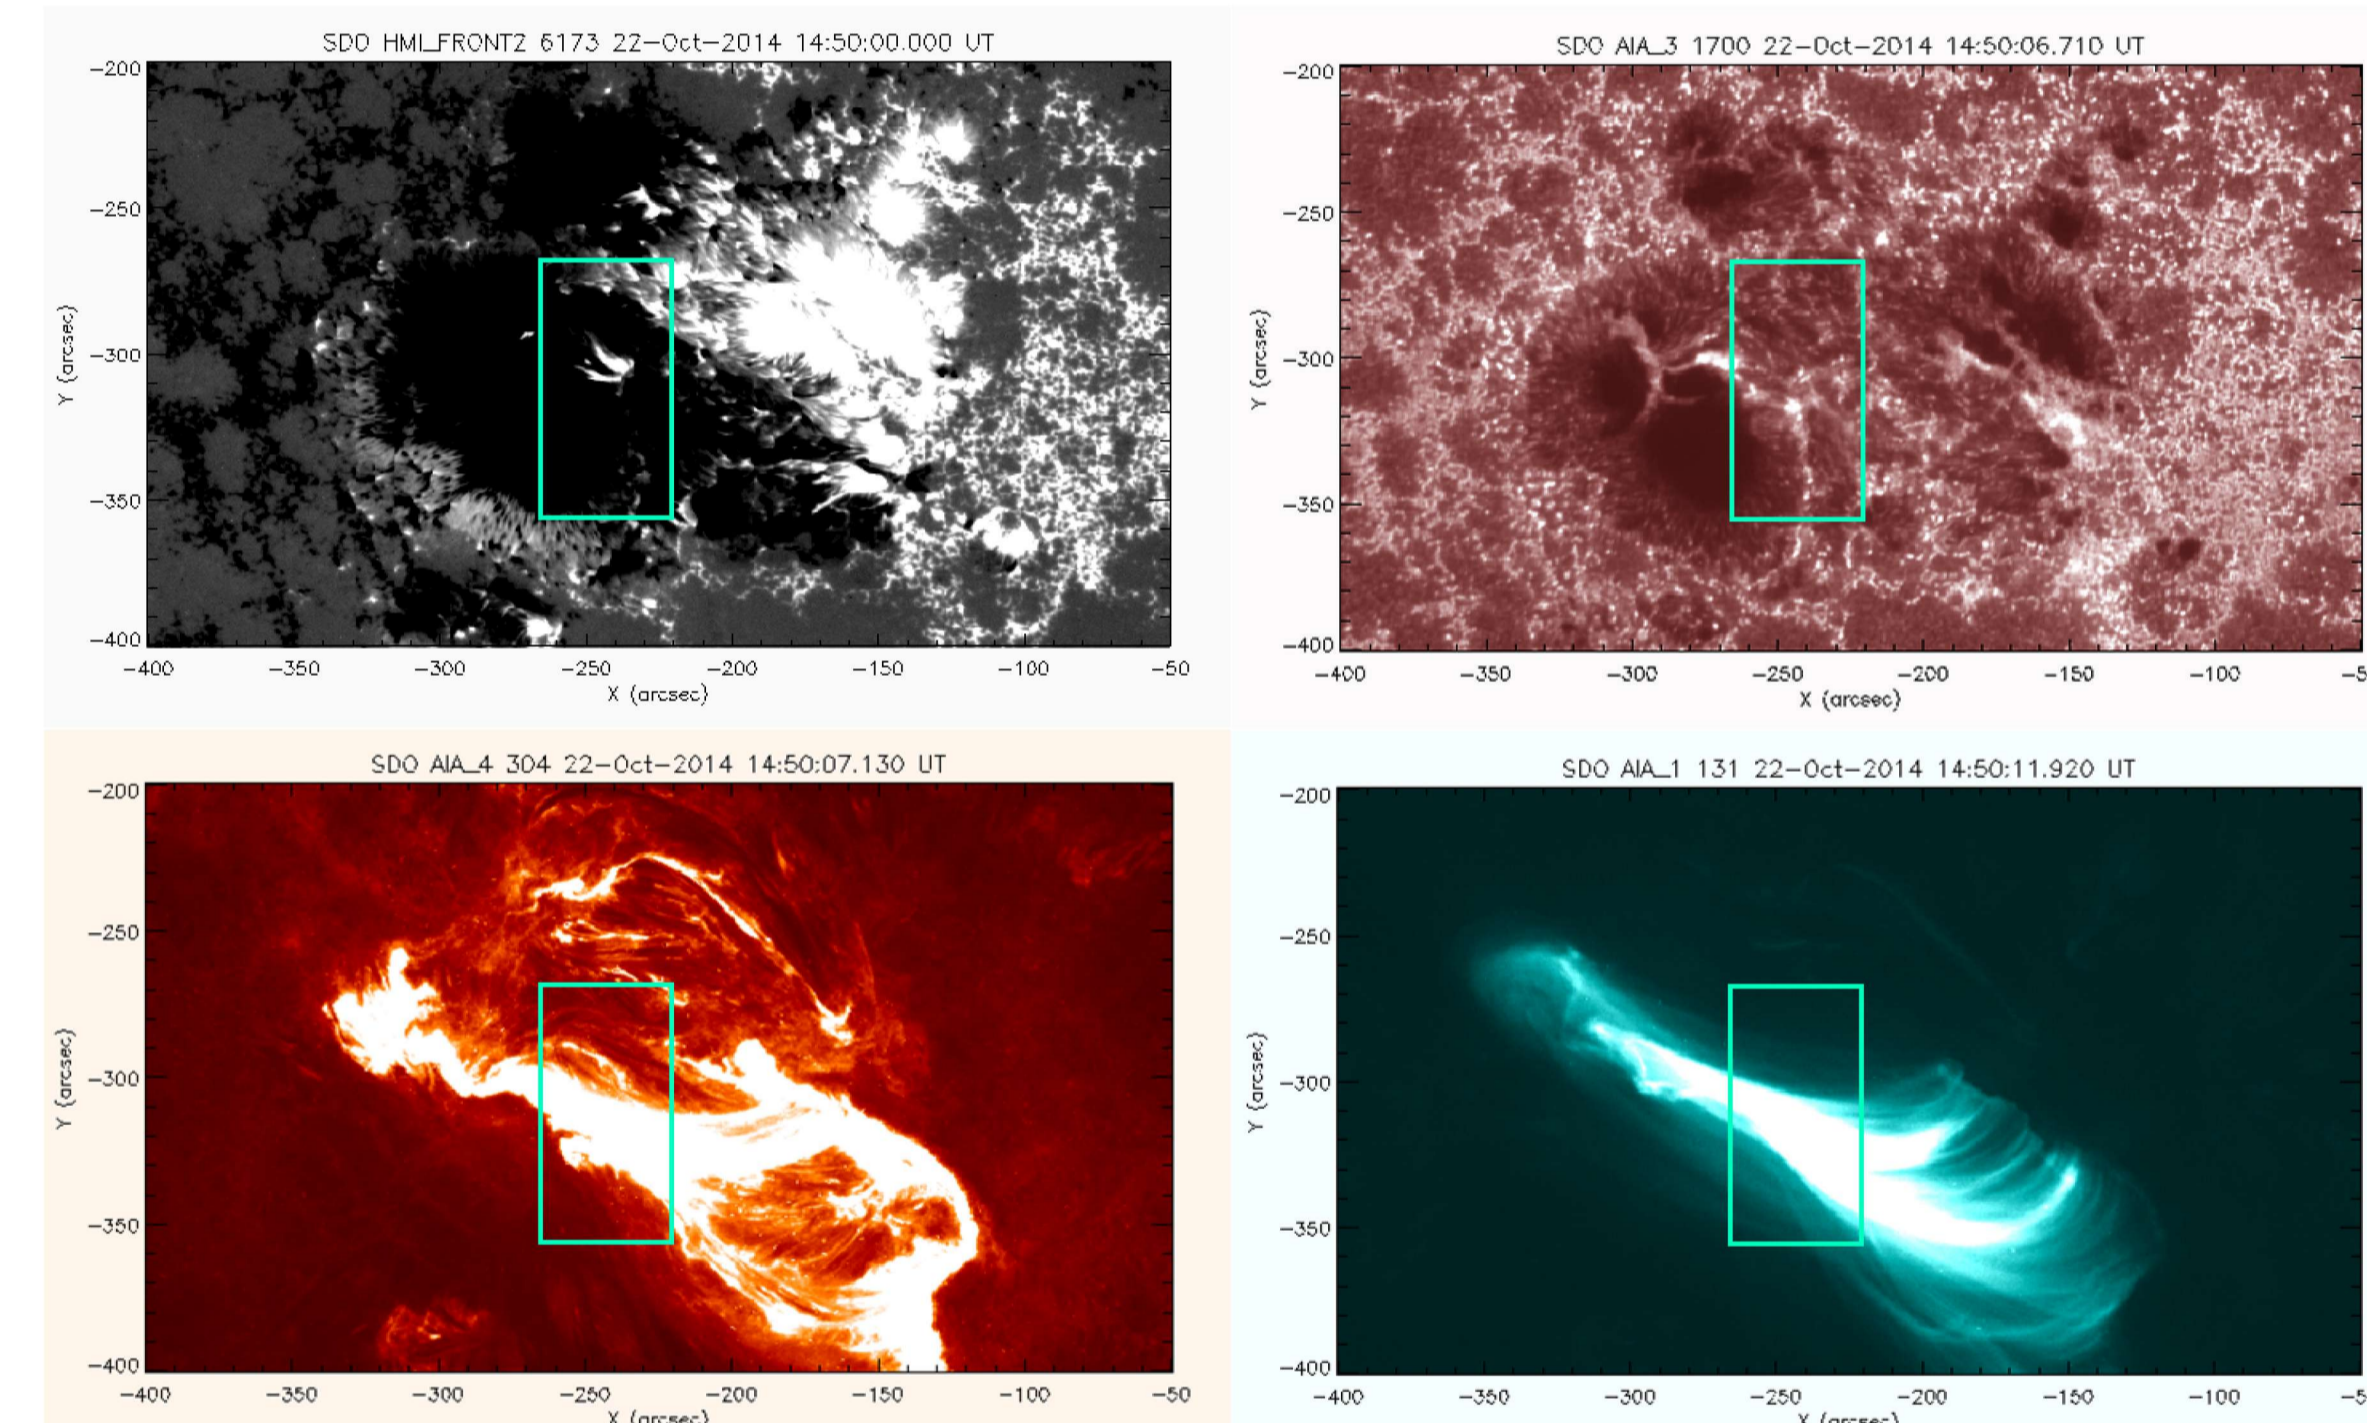 SDO HMI_FRONT2 6173 22-Oct-2014 14:50:00.000 UT
-200
-250
-300
-350
-400
Y (arcsec)
-400 -350 -300 -250 -200 -150 -100 -50
X (arcsec)
SDO AIA_3 1700 22-Oct-2014 14:50:06.710 UT
-200
-250
-300
-350
-400
Y (arcsec)
-400 -350 -300 -250 -200 -150 -100 -5
X (arcsec)
SDO AIA_4 304 22-Oct-2014 14:50:07.130 UT
-200
-250
-300
-350
-400
Y (arcsec)
-400 -350 -300 -250 -200 -150 -100 -50
X (arcsec)
SDO AIA_1 131 22-Oct-2014 14:50:11.920 UT
-200
-250
-300
-350
-400
Y (arcsec)
-400 -350 -300 -250 -200 -150 -100 -5
X (arcsec)